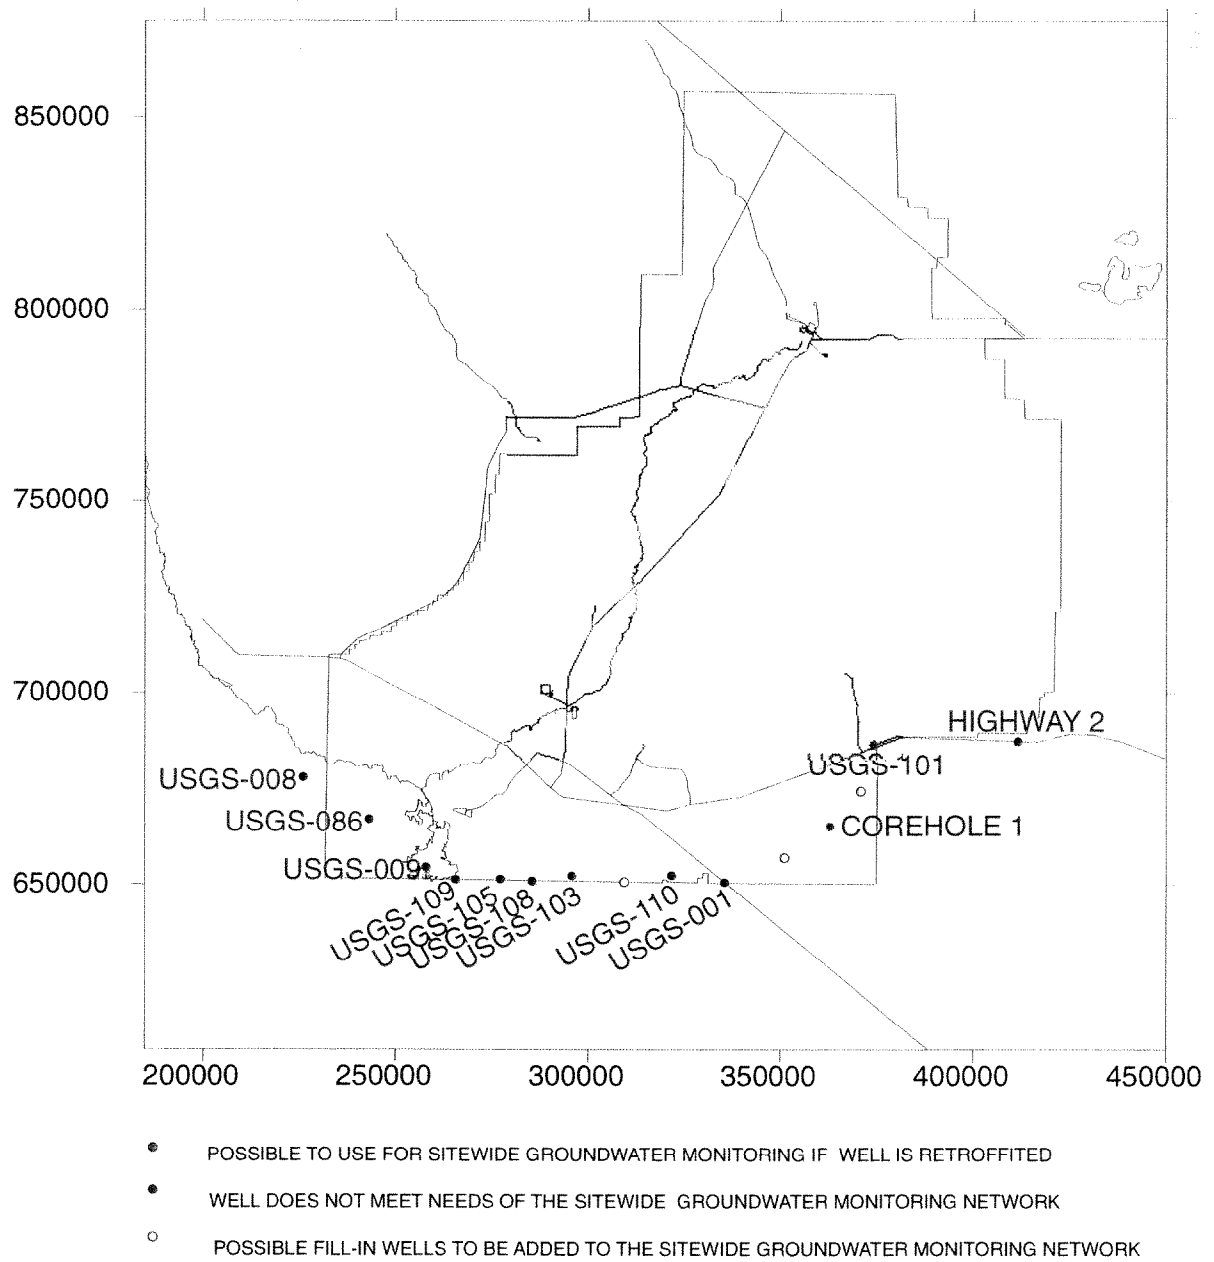 850000
800000
750000
700000
650000
HIGHWAY 2
USGS-101
USGS-008
USGS-086
COREHOLE 1
USGS-009
USGS-109
USGS-105
USGS-108
USGS-103
USGS-110
USGS-001
200000 250000 300000 350000 400000 450000
POSSIBLE TO USE FOR SITEWIDE GROUNDWATER MONITORING IF WELL IS RETROFFITED
WELL DOES NOT MEET NEEDS OF THE SITEWIDE GROUNDWATER MONITORING NETWORK
POSSIBLE FILL-IN WELLS TO BE ADDED TO THE SITEWIDE GROUNDWATER MONITORING NETWORK